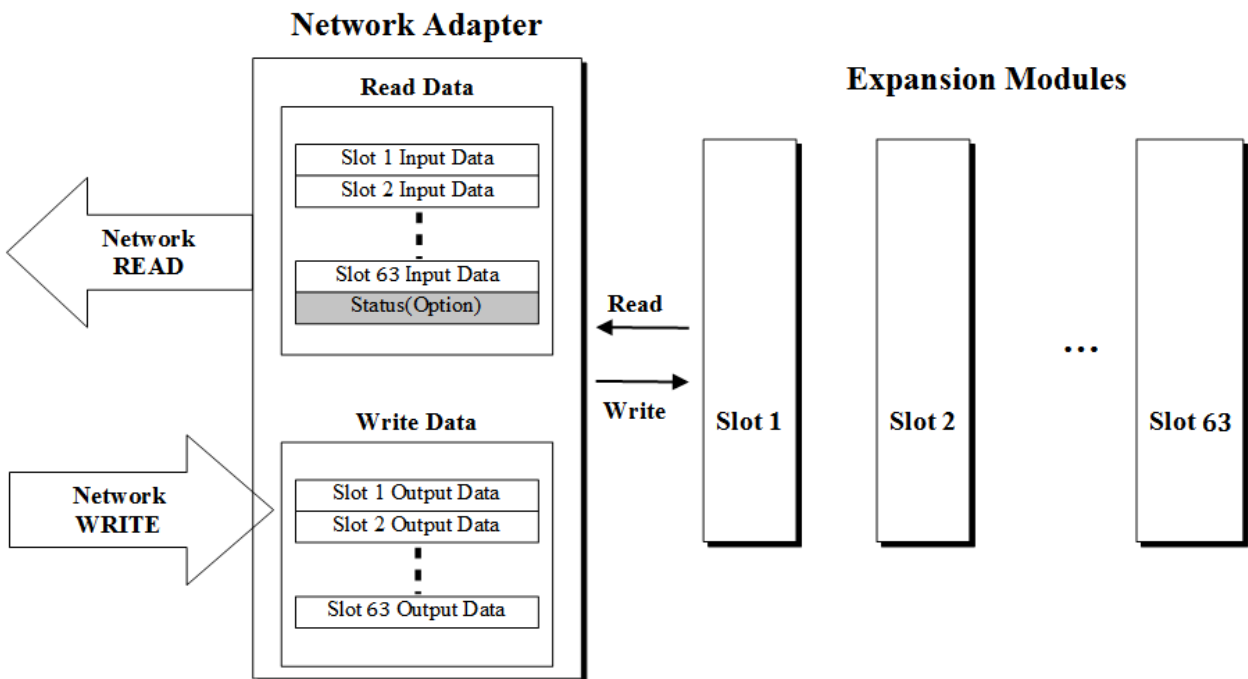 Network Adapter
Read Data
Slot 1 Input Data
Slot 2 Input Data
Slot 63 Input Data
Status(Option)
Network
READ
Write Data
Slot 1 Output Data
Slot 2 Output Data
Slot 63 Output Data
Network
WRITE
Read
Write
Expansion Modules
Slot 1
Slot 2
...
Slot 63